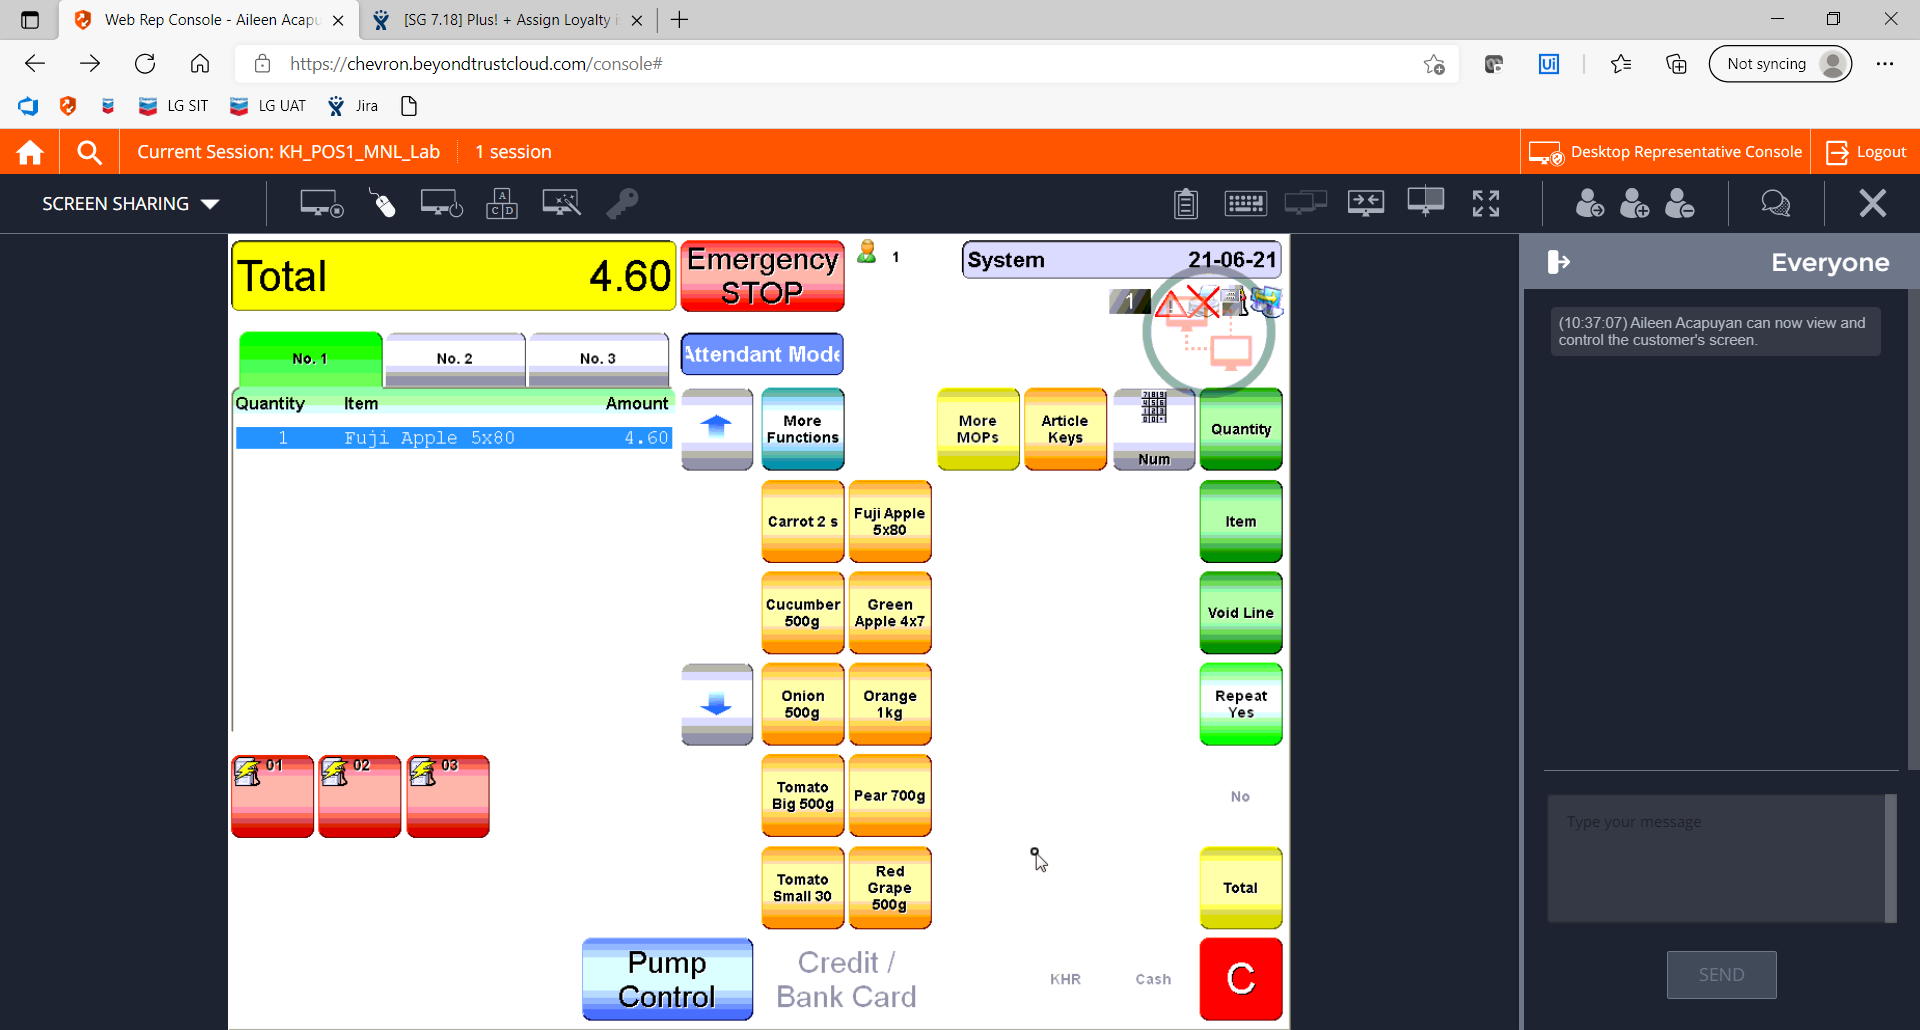 Web Rep Console - Aileen Acapu
[SG 7.18] Plus! + Assign Loyalty i
https://chevron.beyondtrustcloud.com/console#
Not syncing
LG SIT
LG UAT
Jira
Current Session: KH_POS1_MNL_Lab
1 session
Desktop Representative Console
Logout
SCREEN SHARING
Total 4.60
Emergency
STOP
1
System 21-06-21
1
Everyone
(10:37:07) Aileen Acapuyan can now view and
control the customer's screen.
No. 1
No. 2
No. 3
Attendant Mode
Quantity Item Amount
1 Fuji Apple 5x80 4.60
More
Functions
More
MOPs
Article
Keys
Num
Quantity
Carrot 2 s
Fuji Apple
5x80
Item
Cucumber
500g
Green
Apple 4x7
Void Line
Onion
500g
Orange
1kg
Repeat
Yes
01
02
03
Tomato
Big 500g
Pear 700g
No
Tomato
Small 30
Red
Grape
500g
Total
Pump
Control
Credit /
Bank Card
KHR
Cash
C
Type your message
SEND